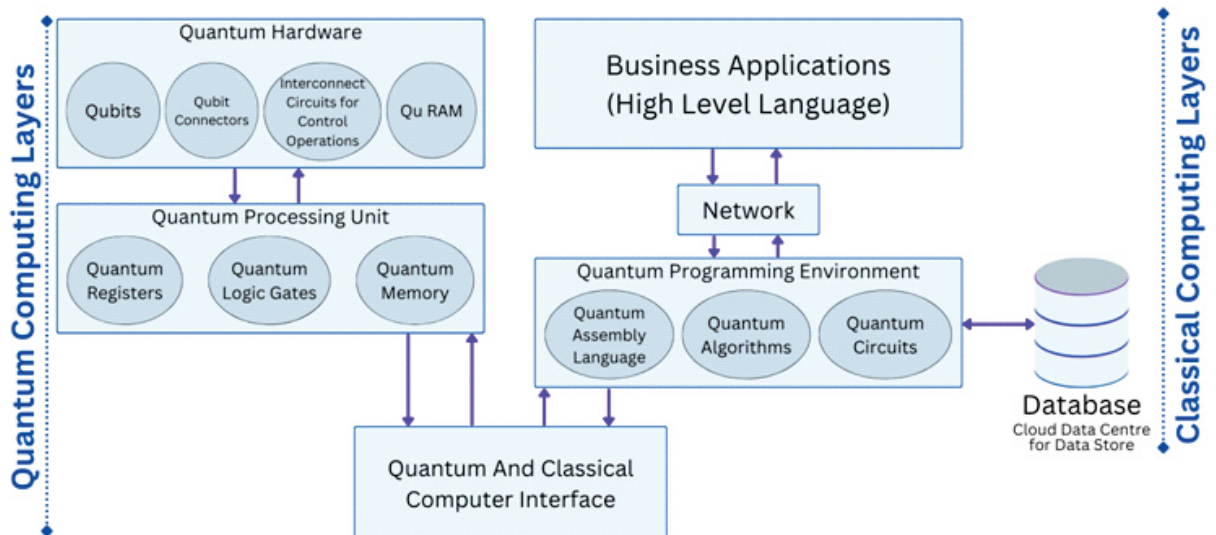 Quantum Computing Layers
Quantum Hardware
Qubits
Qubit
Connectors
Interconnect
Circuits for
Control
Operations
Qu RAM
Quantum Processing Unit
Quantum
Registers
Quantum
Logic Gates
Quantum
Memory
Quantum And Classical
Computer Interface
Business Applications
(High Level Language)
Network
Quantum Programming Environment
Quantum
Assembly
Language
Quantum
Algorithms
Quantum
Circuits
Database
Cloud Data Centre
for Data Store
Classical Computing Layers